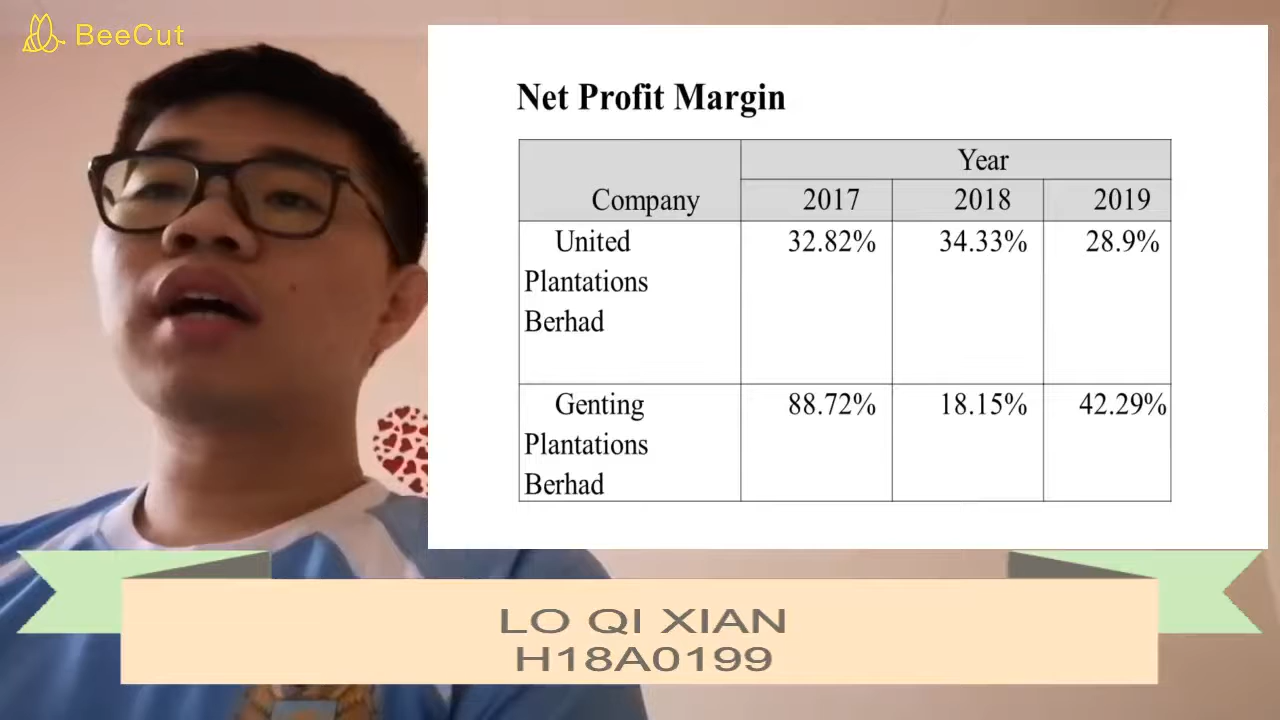 BeeCut
Net Profit Margin
Company
Year
2017 2018 2019
United Plantations Berhad 32.82% 34.33% 28.9%
Genting Plantations Berhad 88.72% 18.15% 42.29%
LO QI XIAN
H18A0199